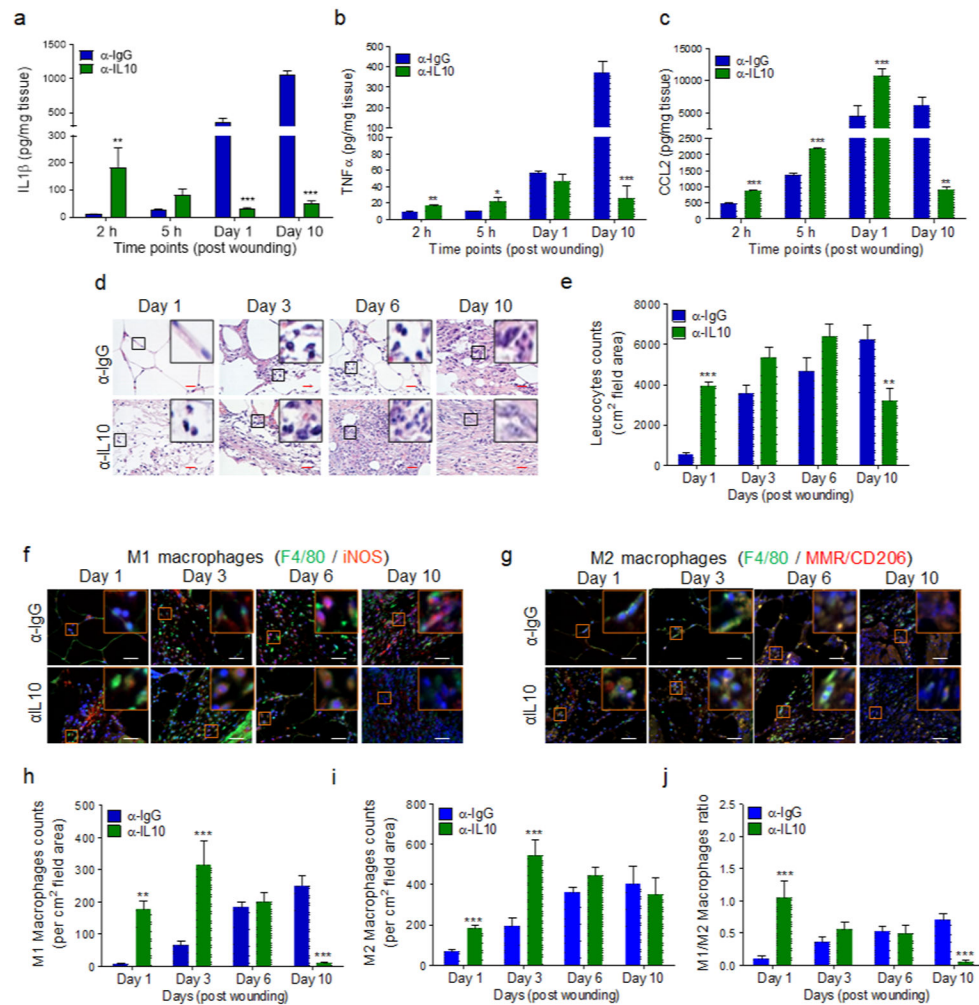 a
α-IgG
α-IL10
IL1β (pg/mg tissue)
1500
1000
500
300
200
100
0
**
***
***
2 h
5 h
Day 1
Day 10
Time points (post wounding)
b
α-IgG
α-IL10
TNF α (pg/mg tissue)
500
400
300
200
100
80
60
40
20
0
**
*
***
2 h
5 h
Day 1
Day 10
Time points (post wounding)
c
α-IgG
α-IL10
CCL2 (pg/mg tissue)
15000
10000
5000
2500
2000
1500
1000
500
0
***
***
***
**
2 h
5 h
Day 1
Day 10
Time points (post wounding)
d
Day 1
Day 3
Day 6
Day 10
α-IgG
α-IL10
e
α-IgG
α-IL10
Leucocytes counts
(cm² field area)
8000
6000
4000
2000
0
***
**
Day 1
Day 3
Day 6
Day 10
Days (post wounding)
f
M1 macrophages (F4/80 / iNOS)
Day 1
Day 3
Day 6
Day 10
α-IgG
αIL10
g
M2 macrophages (F4/80 / MMR/CD206)
Day 1
Day 3
Day 6
Day 10
α-IgG
αIL10
h
α-IgG
α-IL10
M1 Macrophages counts
(per cm² field area)
500
400
300
200
100
0
**
***
***
Day 1
Day 3
Day 6
Day 10
Days (post wounding)
i
α-IgG
α-IL10
M2 Macrophages counts
(per cm² field area)
800
600
400
200
0
***
***
Day 1
Day 3
Day 6
Day 10
Days (post wounding)
j
α-IgG
α-IL10
M1/M2 Macrophage ratio
2.5
2.0
1.5
1.0
0.5
0.0
***
***
Day 1
Day 3
Day 6
Day 10
Days (post wounding)